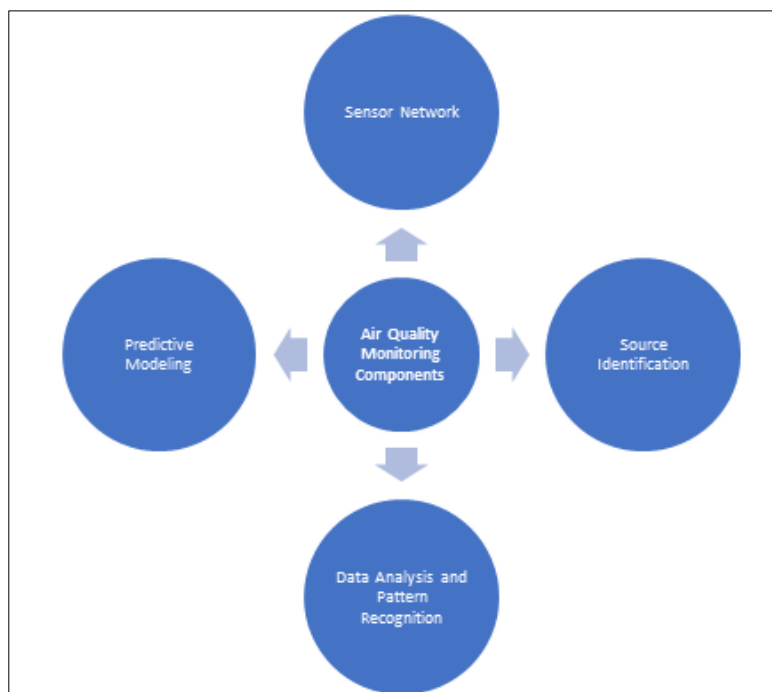 Sensor Network
Predictive
Modeling
Air Quality
Monitoring
Components
Source
Identification
Data Analysis and
Pattern
Recognition